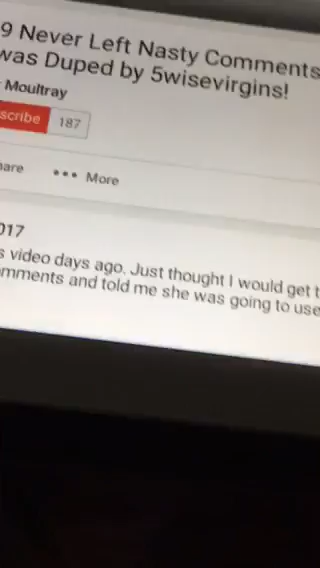 9 Never Left Nasty Comments
was Duped by 5wisevirgins!
Moultray
scribe 187
are ••• More
017
s video days ago. Just thought I would get t
omments and told me she was going to use